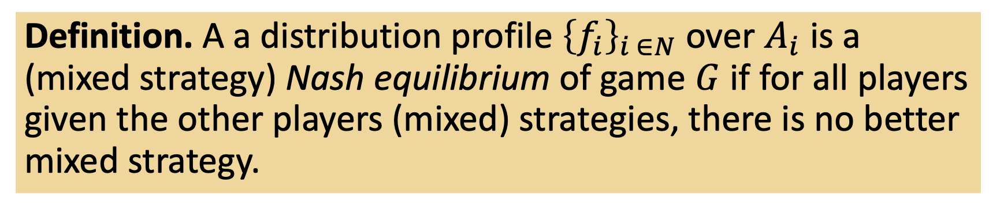 Definition. A a distribution profile {f_i}_{i ∈N} over A_i is a
(mixed strategy) Nash equilibrium of game G if for all players
given the other players (mixed) strategies, there is no better
mixed strategy.